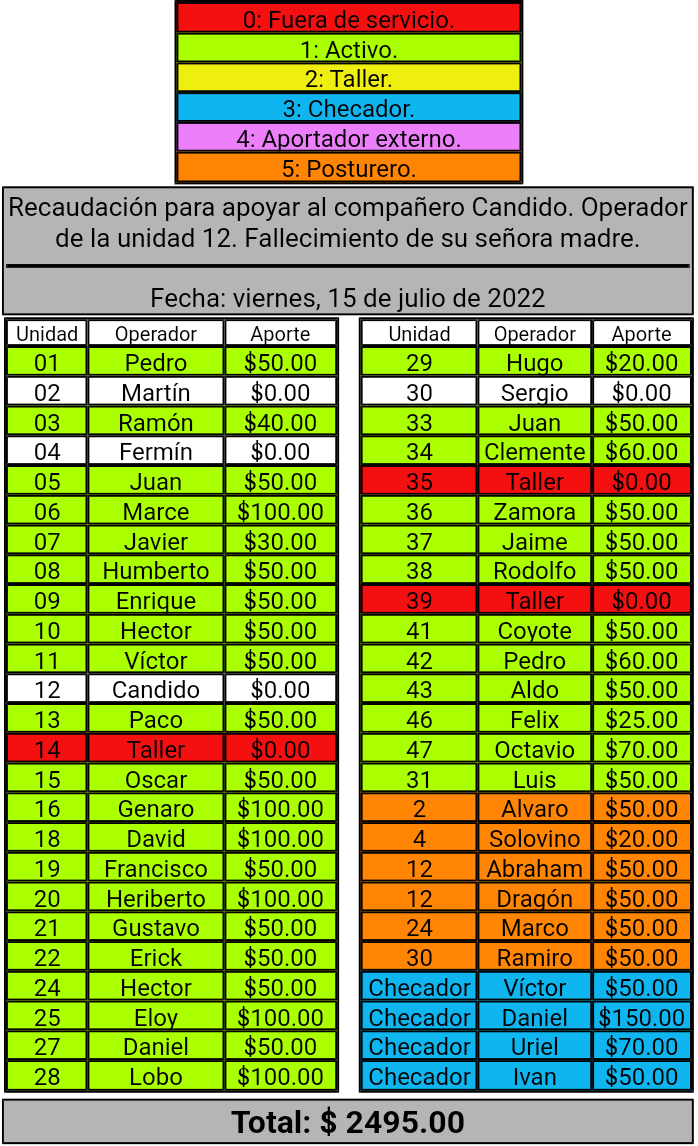 0: Fuera de servicio.
1: Activo.
2: Taller.
3: Checador.
4: Aportador externo.
5: Posturero.
Recaudación para apoyar al compañero Candido. Operador
de la unidad 12. Fallecimiento de su señora madre.
Fecha: viernes, 15 de julio de 2022
Unidad Operador Aporte
01 Pedro $50.00
02 Martín $0.00
03 Ramón $40.00
04 Fermín $0.00
05 Juan $50.00
06 Marce $100.00
07 Javier $30.00
08 Humberto $50.00
09 Enrique $50.00
10 Hector $50.00
11 Víctor $50.00
12 Candido $0.00
13 Paco $50.00
14 Taller $0.00
15 Oscar $50.00
16 Genaro $100.00
18 David $100.00
19 Francisco $50.00
20 Heriberto $100.00
21 Gustavo $50.00
22 Erick $50.00
24 Hector $50.00
25 Eloy $100.00
27 Daniel $50.00
28 Lobo $100.00
Unidad Operador Aporte
29 Hugo $20.00
30 Sergio $0.00
33 Juan $50.00
34 Clemente $60.00
35 Taller $0.00
36 Zamora $50.00
37 Jaime $50.00
38 Rodolfo $50.00
39 Taller $0.00
41 Coyote $50.00
42 Pedro $60.00
43 Aldo $50.00
46 Felix $25.00
47 Octavio $70.00
31 Luis $50.00
2 Alvaro $50.00
4 Solovino $20.00
12 Abraham $50.00
12 Dragón $50.00
24 Marco $50.00
30 Ramiro $50.00
Checador Víctor $50.00
Checador Daniel $150.00
Checador Uriel $70.00
Checador Ivan $50.00
Total: $ 2495.00